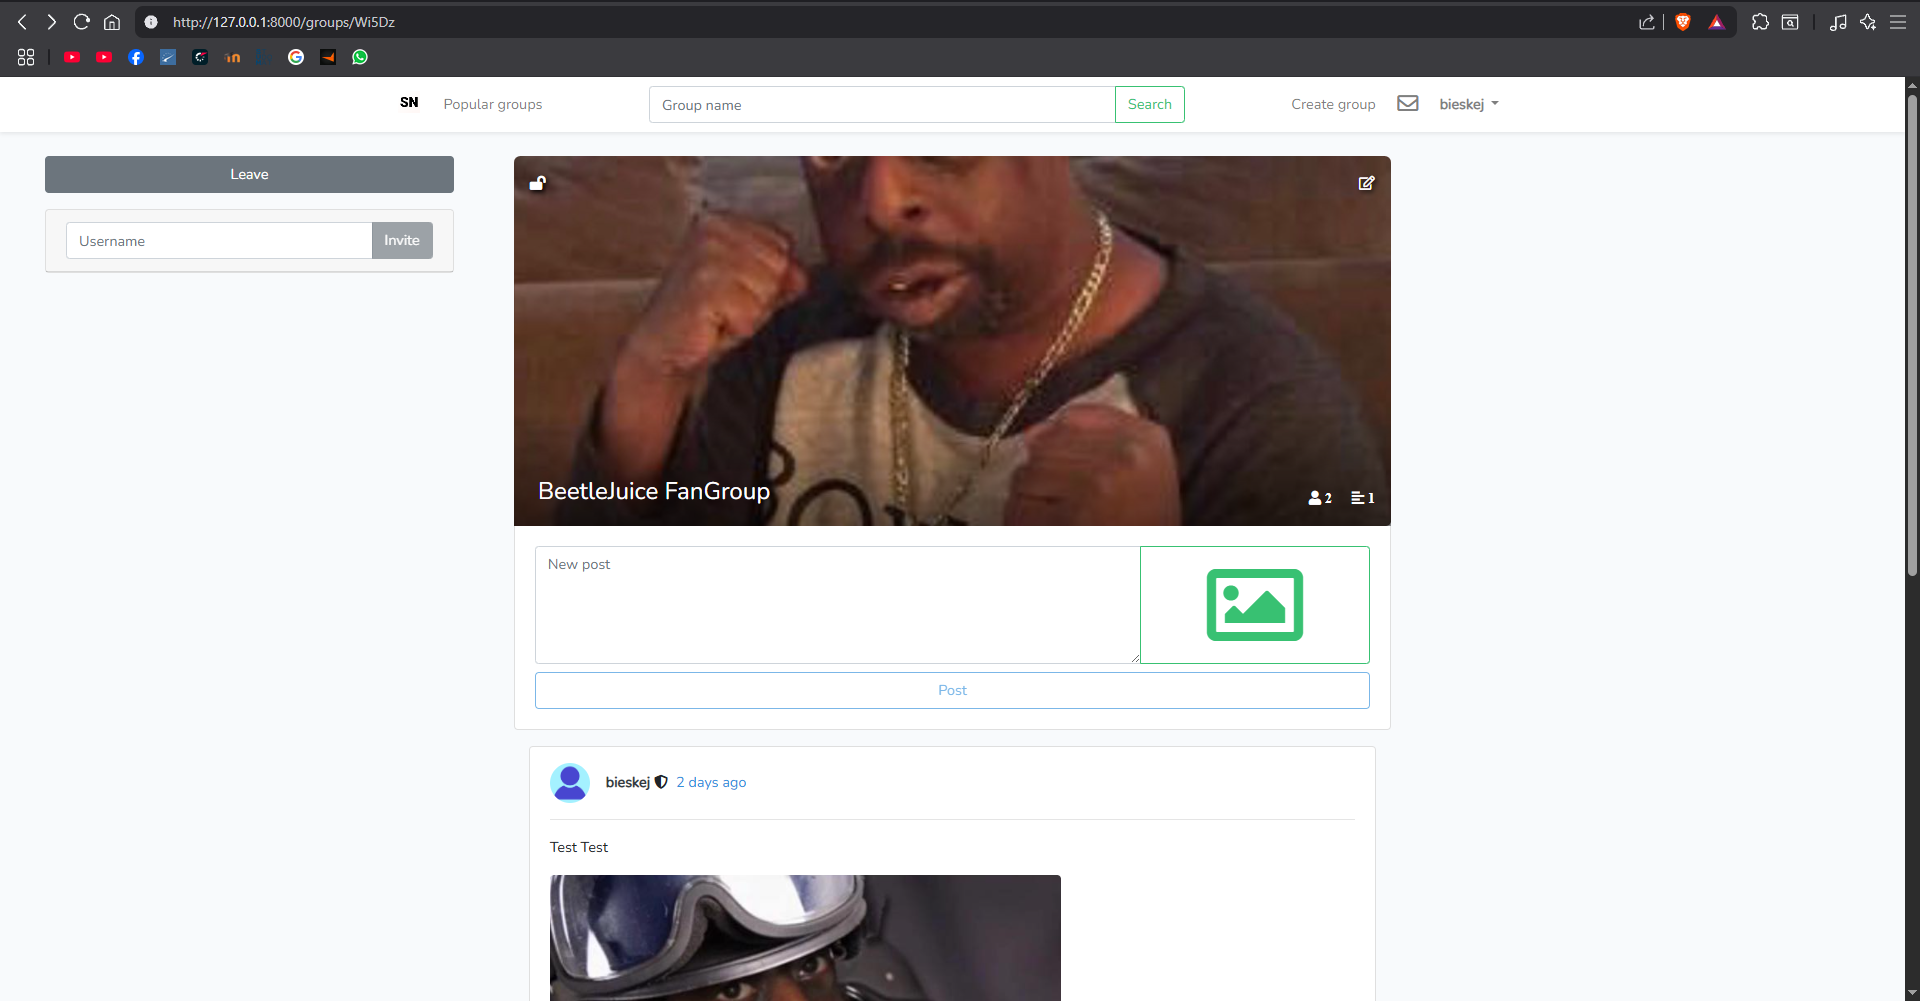 http://127.0.0.1:8000/groups/Wi5Dz
SN
Popular groups
Group name
Search
Create group
bieskej
Leave
Username
Invite
BeetleJuice FanGroup
2
1
New post
Post
bieskej
2 days ago
Test Test